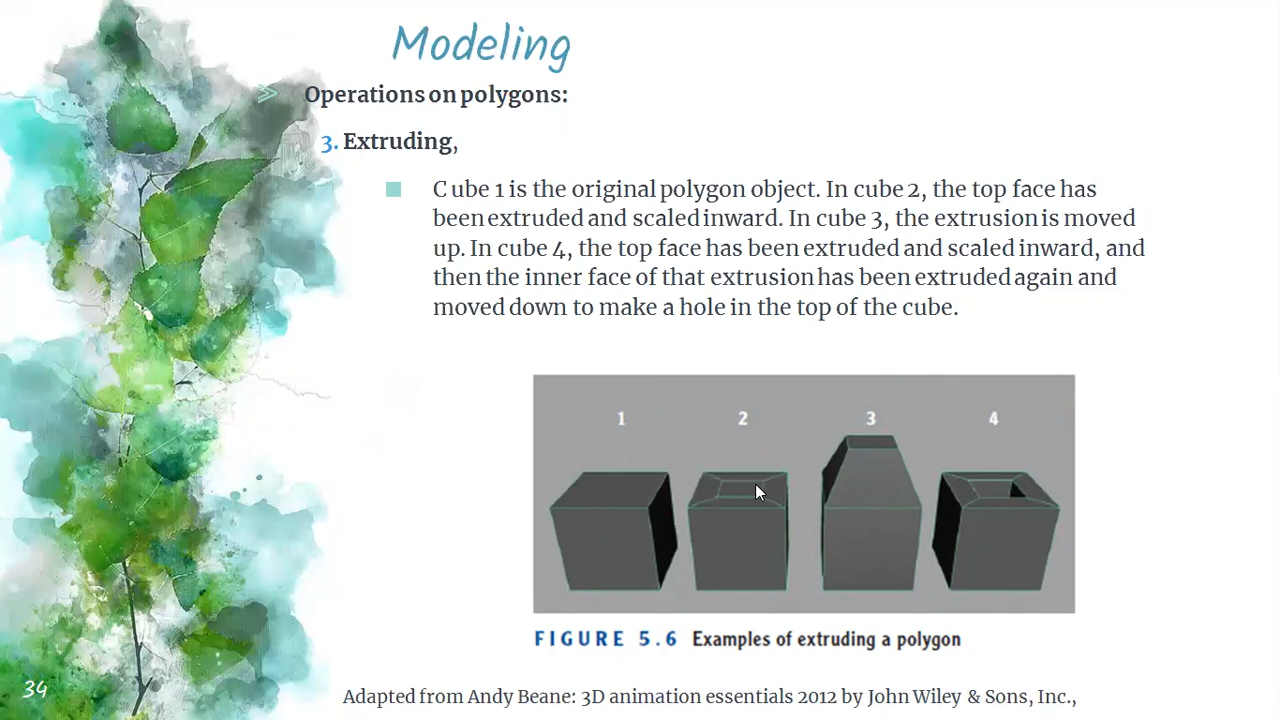 Modeling
Operations on polygons:
3. Extruding,
Cube 1 is the original polygon object. In cube 2, the top face has
been extruded and scaled inward. In cube 3, the extrusion is moved
up. In cube 4, the top face has been extruded and scaled inward, and
then the inner face of that extrusion has been extruded again and
moved down to make a hole in the top of the cube.
1 2 3 4
FIGURE 5.6 Examples of extruding a polygon
34
Adapted from Andy Beane: 3D animation essentials 2012 by John Wiley & Sons, Inc.,